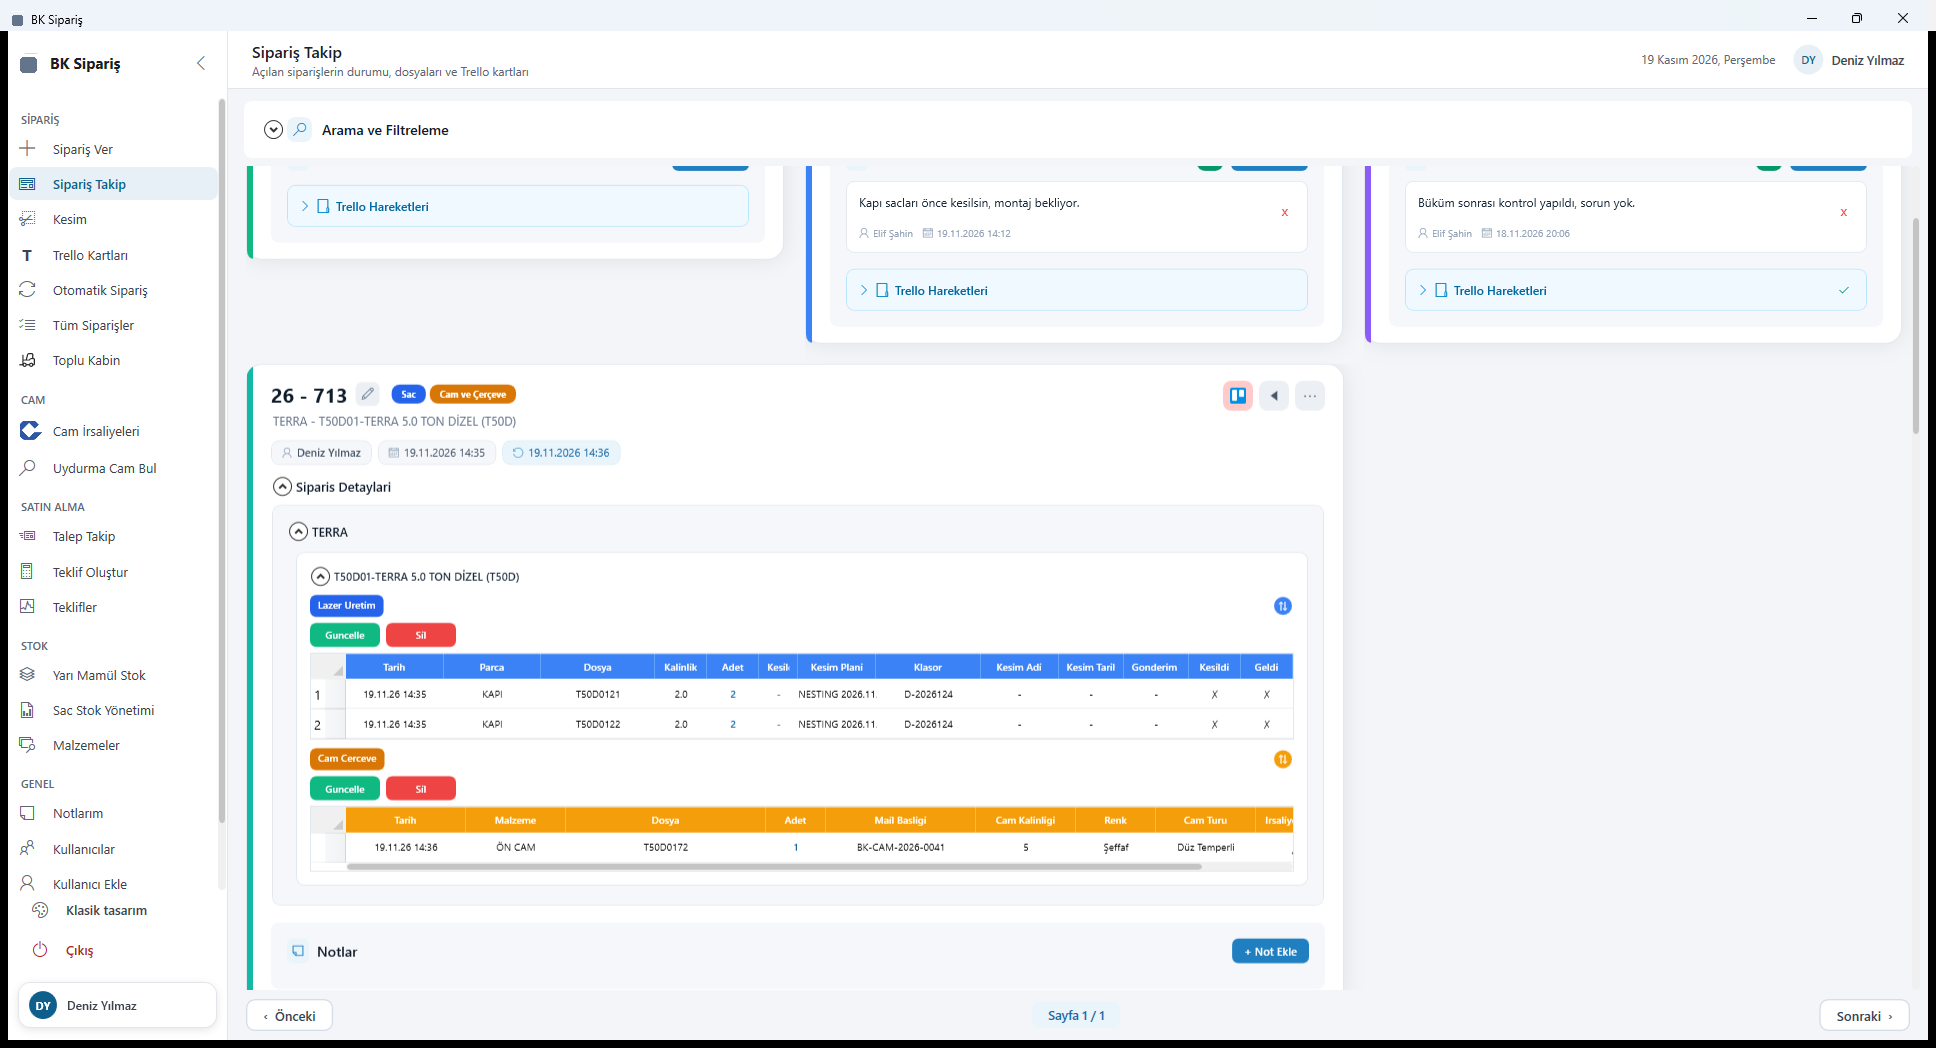 BK Sipariş
BK Sipariş
SİPARİŞ
Sipariş Ver
Sipariş Takip
Kesim
Trello Kartları
Otomatik Sipariş
Tüm Siparişler
Toplu Kabin
CAM
Cam İrsaliyeleri
Uydurma Cam Bul
SATIN ALMA
Talep Takip
Teklif Oluştur
Teklifler
STOK
Yarı Mamül Stok
Sac Stok Yönetimi
Malzemeler
GENEL
Notlarım
Kullanıcılar
Kullanıcı Ekle
Klasik tasarım
Çıkış
DY Deniz Yılmaz
Sipariş Takip
Açılan siparişlerin durumu, dosyaları ve Trello kartları
19 Kasım 2026, Perşembe DY Deniz Yılmaz
Arama ve Filtreleme
Trello Hareketleri
Kapı sacları önce kesilsin, montaj bekliyor.
x
Elif Şahin 19.11.2026 14:12
Trello Hareketleri
Büküm sonrası kontrol yapıldı, sorun yok.
x
Elif Şahin 18.11.2026 20:06
Trello Hareketleri
26 - 713 Sac Cam ve Çerçeve
TERRA - T50D01-TERRA 5.0 TON DİZEL (T50D)
Deniz Yılmaz 19.11.2026 14:35 19.11.2026 14:36
Siparis Detaylari
TERRA
T50D01-TERRA 5.0 TON DİZEL (T50D)
Lazer Uretim
Guncelle Sil
Tarih Parca Dosya Kalinlik Adet Kesil Kesim Plani Klasor Kesim Adi Kesim Taril Gonderim Kesildi Geldi
1 19.11.26 14:35 KAPI T50D0121 2.0 2 - NESTING 2026.11. D-2026124 - - - X X
2 19.11.26 14:35 KAPI T50D0122 2.0 2 - NESTING 2026.11. D-2026124 - - - X X
Cam Cerceve
Guncelle Sil
Tarih Malzeme Dosya Adet Mail Basligi Cam Kalinligi Renk Cam Turu Irsaliy
19.11.26 14:36 ÖN CAM T50D0172 1 BK-CAM-2026-0041 5 Şeffaf Düz Temperli
Notlar
+ Not Ekle
‹ Önceki
Sayfa 1 / 1
Sonraki ›